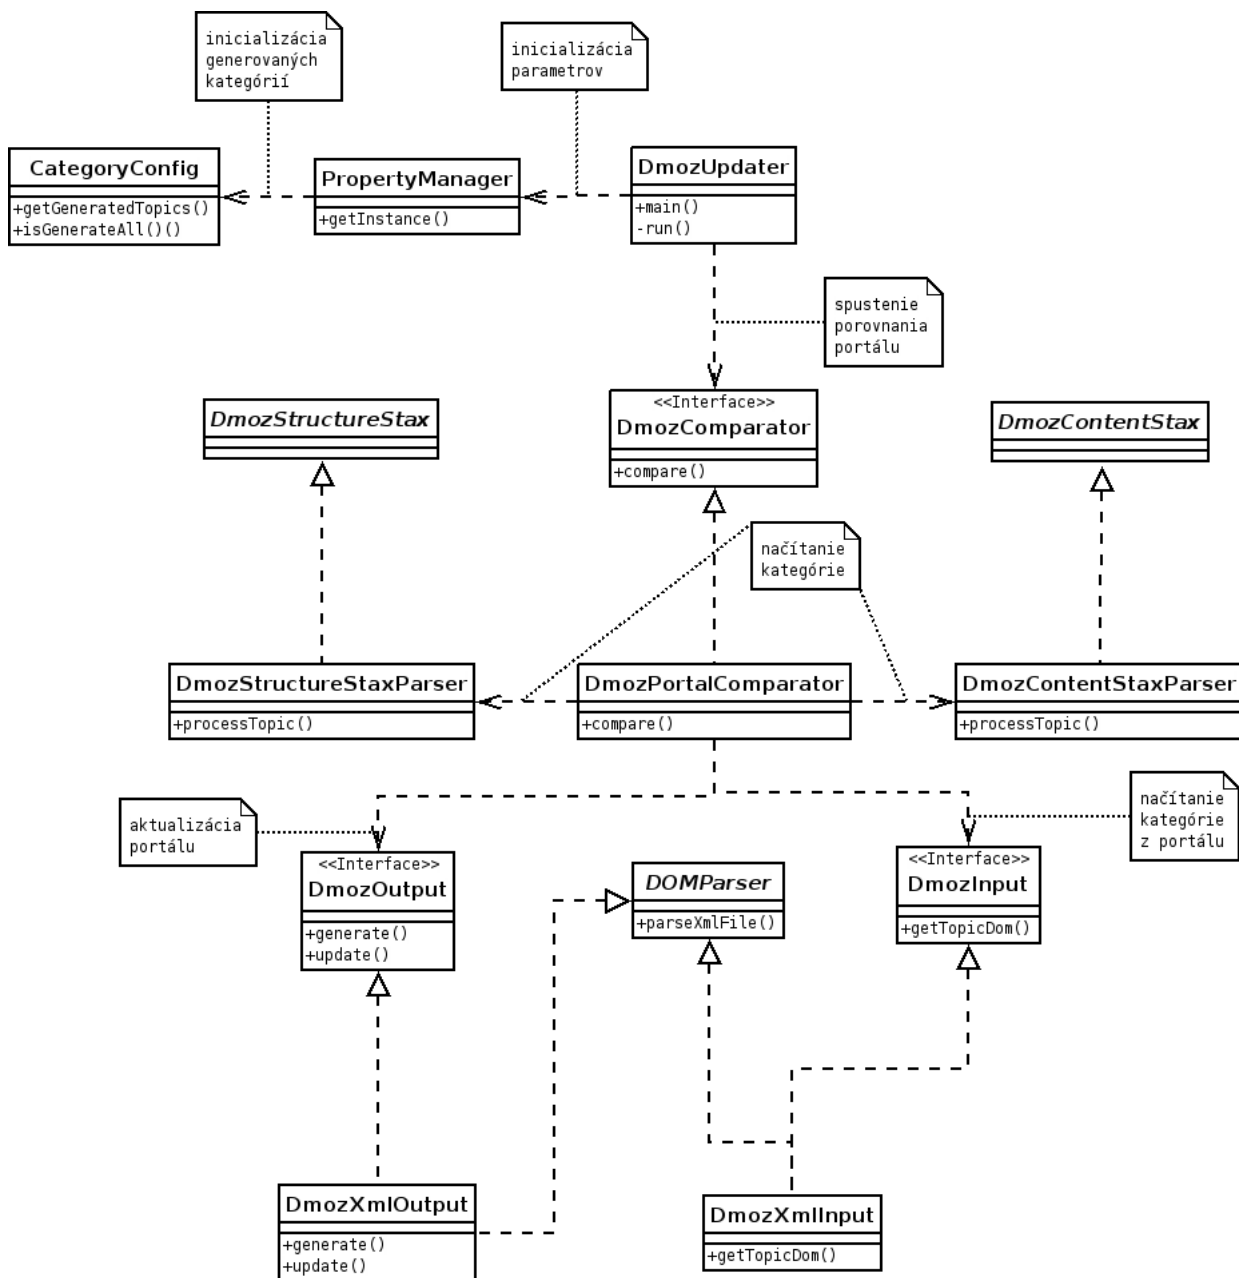 inicializácia
generovaných
kategórií
inicializácia
parametrov
CategoryConfig
+getGeneratedTopics()
+isGenerateAll()()
PropertyManager
+getInstance()
DmozUpdater
+main()
-run()
spustenie
porovnania
portálu
DmozStructureStax
<<Interface>>
DmozComparator
+compare()
DmozContentStax
načítanie
kategórie
DmozStructureStaxParser
+processTopic()
DmozPortalComparator
+compare()
DmozContentStaxParser
+processTopic()
aktualizácia
portálu
načítanie
kategórie
z portálu
<<Interface>>
DmozOutput
+generate()
+update()
DOMParser
+parseXmlFile()
<<Interface>>
DmozInput
+getTopicDom()
DmozXmlOutput
+generate()
+update()
DmozXmlInput
+getTopicDom()